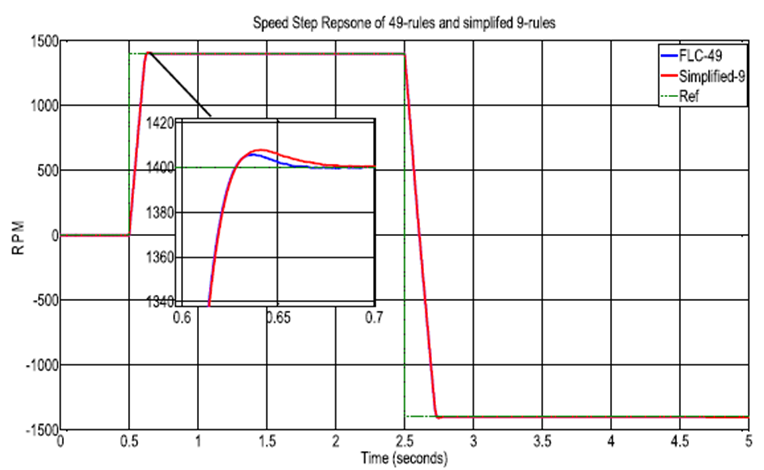 Speed Step Repsone of 49-rules and simplifed 9-rules
1500
1000
500
0
-500
-1000
-1500
RPM
FLC-49
Simplified-9
Ref
1420
1400
1380
1360
1340
0.6 0.65 0.7
0 0.5 1 1.5 2 2.5 3 3.5 4 4.5 5
Time (seconds)